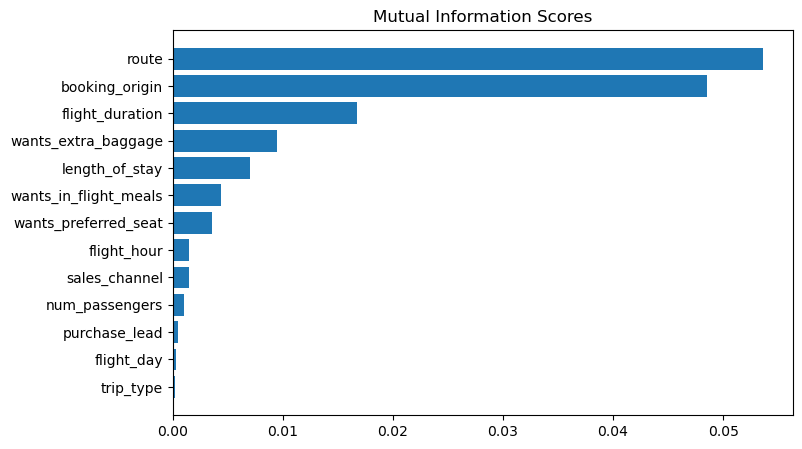 Mutual Information Scores
route
booking_origin
flight_duration
wants_extra_baggage
length_of_stay
wants_in_flight_meals
wants_preferred_seat
flight_hour
sales_channel
num_passengers
purchase_lead
flight_day
trip_type
0.00 0.01 0.02 0.03 0.04 0.05